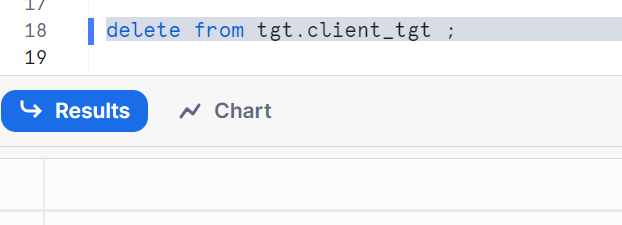 17
18 delete from tgt.client_tgt ;
19
Results Chart